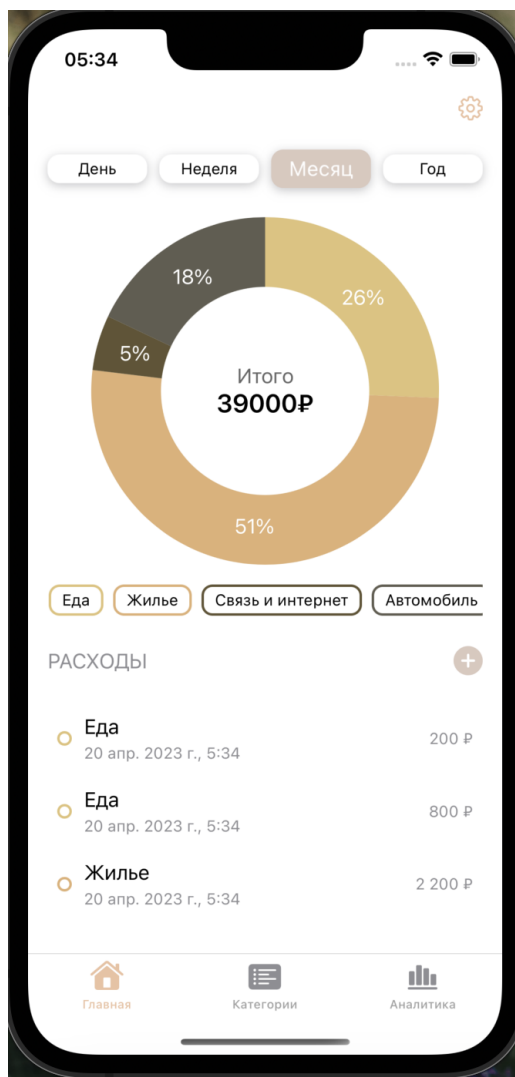 05:34
День Неделя Месяц Год
18%
26%
5%
Итого
39000₽
51%
Еда Жилье Связь и интернет Автомобиль
РАСХОДЫ
Еда
200 ₽
20 апр. 2023 г., 5:34
Еда
800 ₽
20 апр. 2023 г., 5:34
Жилье
2 200 ₽
20 апр. 2023 г., 5:34
Главная Категории Аналитика